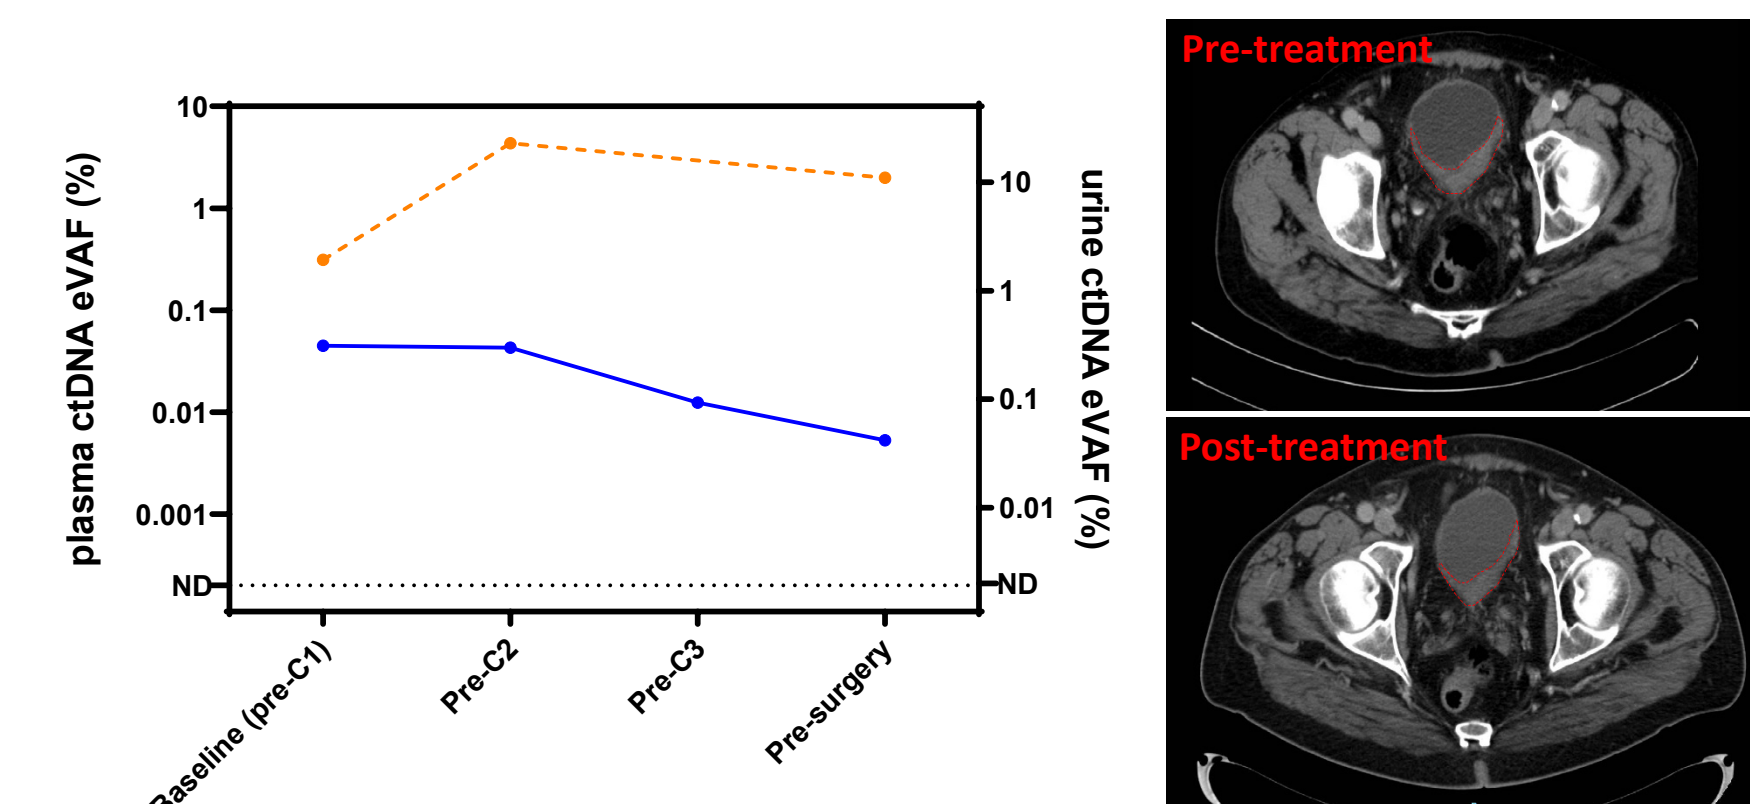 plasma ctDNA eVAF (%)
10
1
0.1
0.01
0.001
ND
urine ctDNA eVAF (%)
10
1
0.1
0.01
ND
Baseline (pre-C1)
Pre-C2
Pre-C3
Pre-surgery
Pre-treatment
Post-treatment